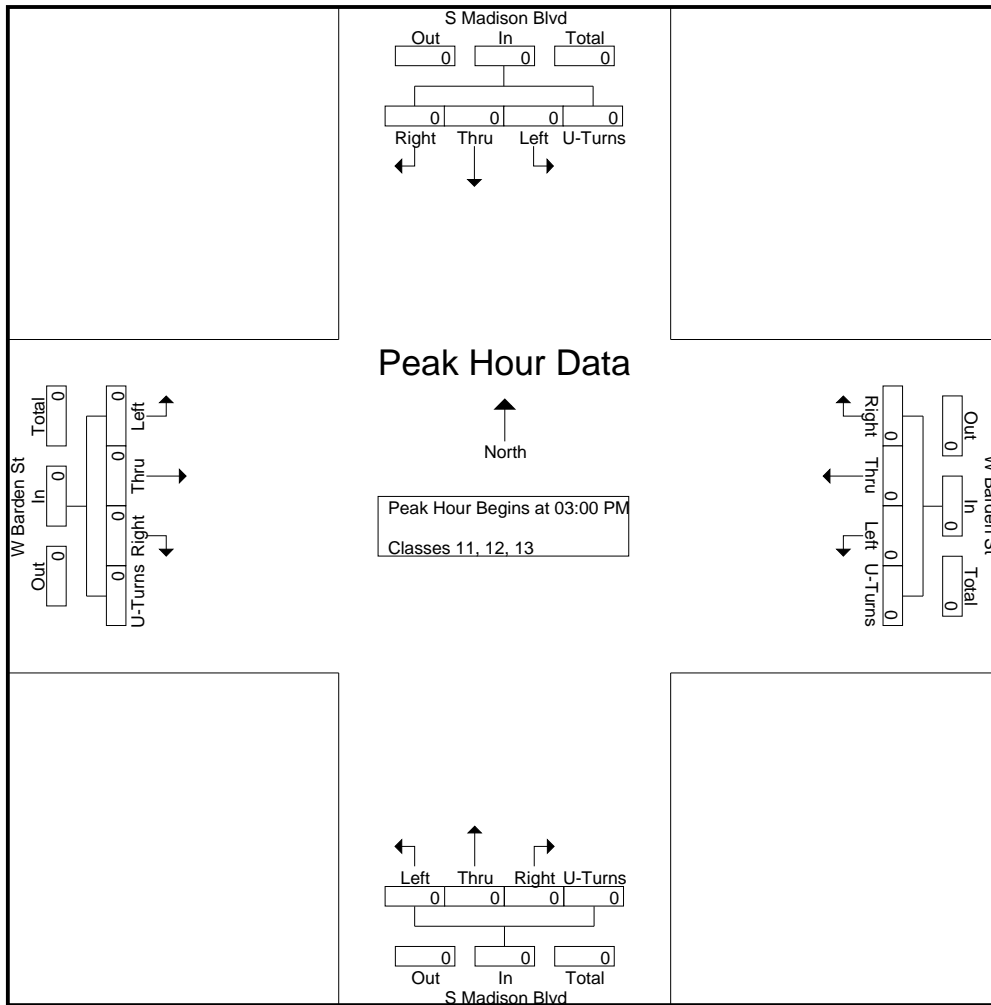 S Madison Blvd
Out In Total
0 0 0
0 0 0 0
Right Thru Left U-Turns
Peak Hour Data
North
Peak Hour Begins at 03:00 PM
Classes 11, 12, 13
W Barden St
Total In Out
0 0 0
0 0 0 0
Left Thru Right U-Turns
W Barden St
Out In Total
0 0 0
0 0 0 0
Right Thru Left U-Turns
Left Thru Right U-Turns
0 0 0 0
0 0 0
Out In Total
S Madison Blvd